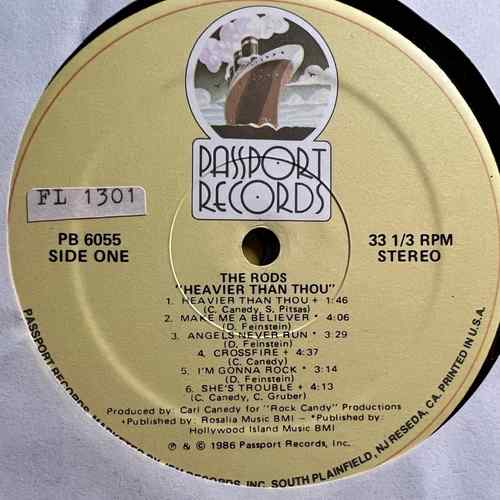 PASSPORT
RECORDS
FL 1301
PB 6055
SIDE ONE
33 1/3 RPM
STEREO
THE RODS
"HEAVIER THAN THOU"
1. HEAVIER THAN THOU + 1:46
(C. Canedy, S. Pitsas)
2. MAKE ME A BELIEVER * 4:06
(D. Feinstein)
3. ANGELS NEVER RUN * 3:29
(D. Feinstein)
4. CROSSFIRE + 4:37
(C. Canedy)
5. I'M GONNA ROCK * 3:14
(D. Feinstein)
6. SHE'S TROUBLE + 4:13
(C. Canedy, C. Gruber)
Produced by: Carl Canedy for "Rock Candy" Productions
+Published by: Rosalia Music BMI - *Published by:
Hollywood Island Music BMI
℗ & © 1986 Passport Records, Inc.
PASSPORT RECORDS INC. SOUTH PLAINFIELD, NJ RESEDA, CA. PRINTED IN U.S.A.